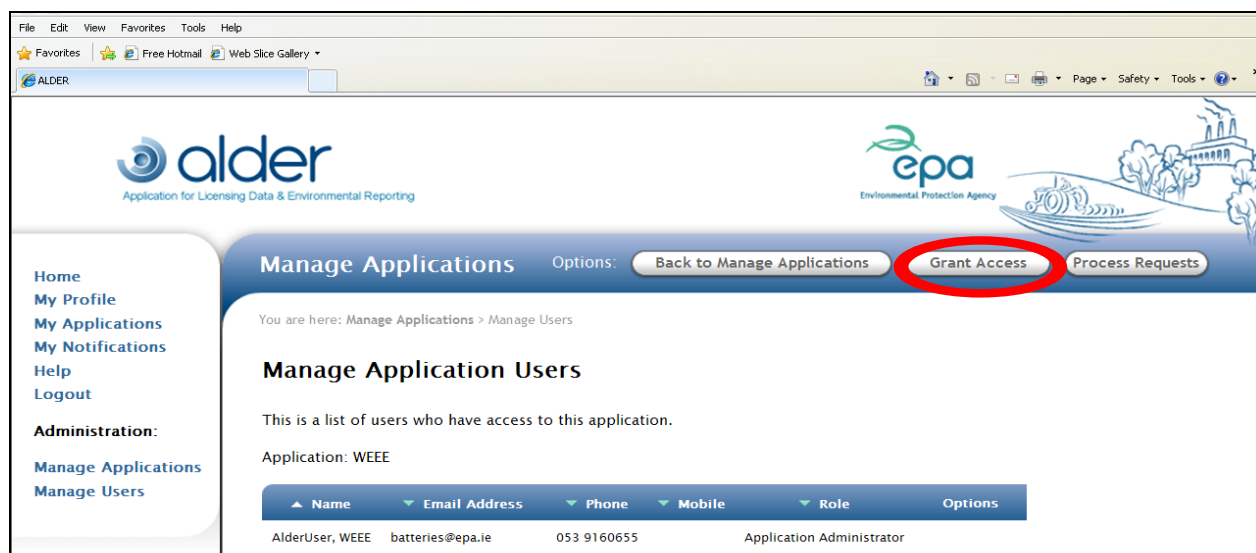 File Edit View Favorites Tools Help
Favorites Free Hotmail Web Slice Gallery
ALDER Page Safety Tools
alder
Application for Licensing Data & Environmental Reporting
epa
Environmental Protection Agency
Manage Applications Options: Back to Manage Applications Grant Access Process Requests
Home
My Profile
My Applications
My Notifications
Help
Logout
Administration:
Manage Applications
Manage Users
You are here: Manage Applications > Manage Users
Manage Application Users
This is a list of users who have access to this application.
Application: WEEE
Name Email Address Phone Mobile Role Options
AlderUser, WEEE batteries@epa.ie 053 9160655 Application Administrator